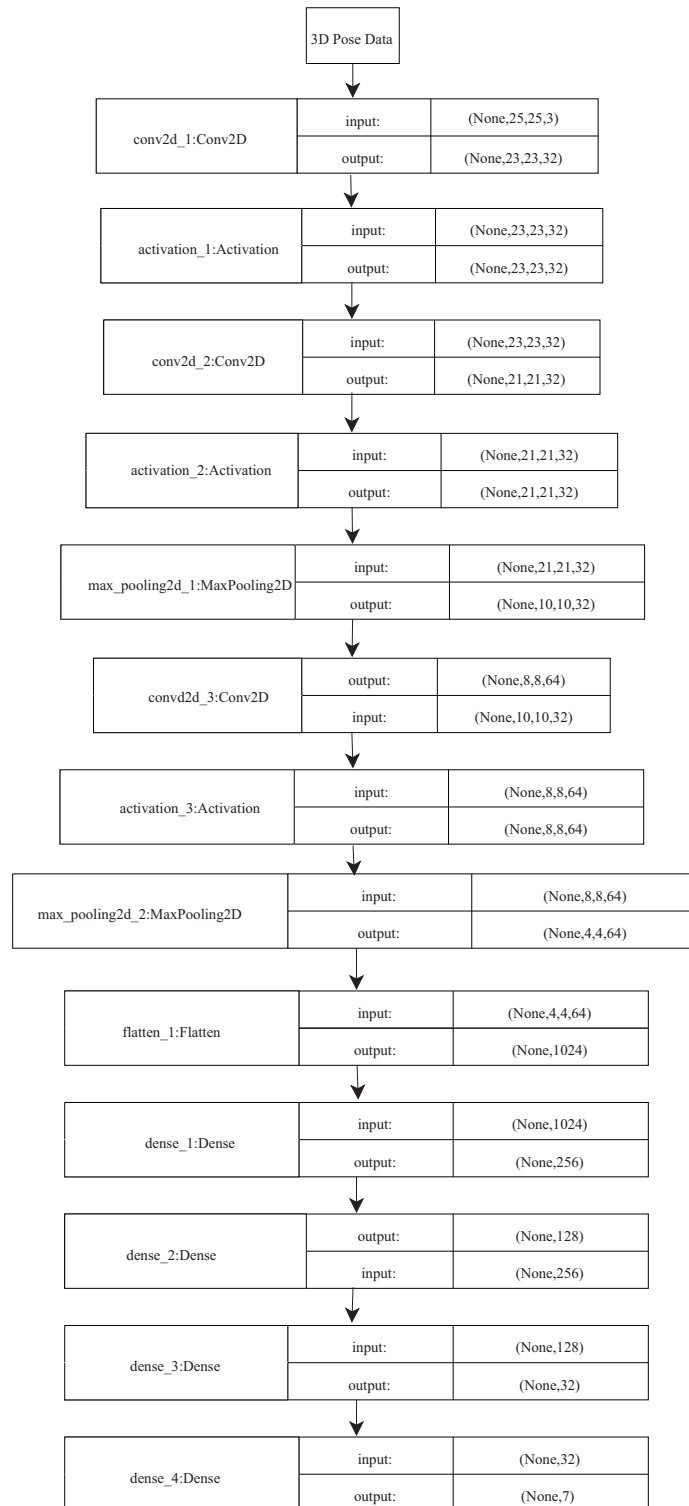 3D Pose Data
conv2d_1:Conv2D
input:
(None,25,25,3)
output:
(None,23,23,32)
activation_1:Activation
input:
(None,23,23,32)
output:
(None,23,23,32)
conv2d_2:Conv2D
input:
(None,23,23,32)
output:
(None,21,21,32)
activation_2:Activation
input:
(None,21,21,32)
output:
(None,21,21,32)
max_pooling2d_1:MaxPooling2D
input:
(None,21,21,32)
output:
(None,10,10,32)
convd2d_3:Conv2D
output:
(None,8,8,64)
input:
(None,10,10,32)
activation_3:Activation
input:
(None,8,8,64)
output:
(None,8,8,64)
max_pooling2d_2:MaxPooling2D
input:
(None,8,8,64)
output:
(None,4,4,64)
flatten_1:Flatten
input:
(None,4,4,64)
output:
(None,1024)
dense_1:Dense
input:
(None,1024)
output:
(None,256)
dense_2:Dense
output:
(None,128)
input:
(None,256)
dense_3:Dense
input:
(None,128)
output:
(None,32)
dense_4:Dense
input:
(None,32)
output:
(None,7)